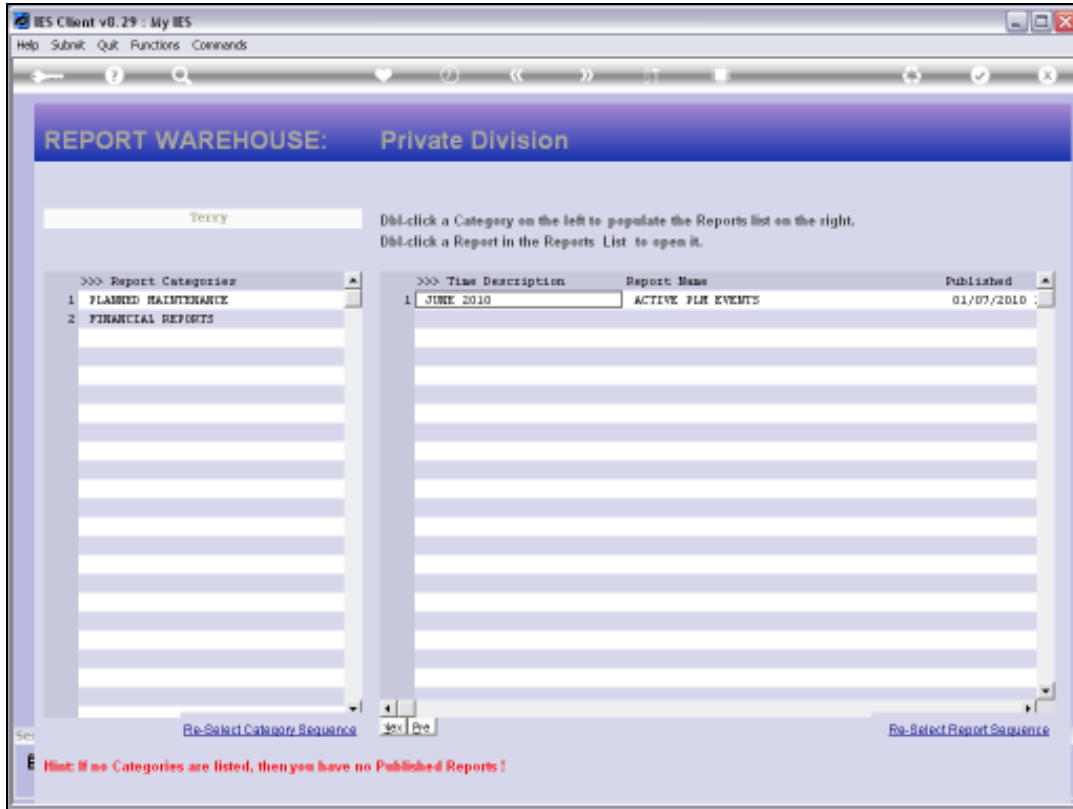 IES Client v8.29 : My IES
Help Submit Quit Functions Commands
REPORT WAREHOUSE: Private Division
Terry
Dbl-click a Category on the left to populate the Reports list on the right.
Dbl-click a Report in the Reports List to open it.
>>> Report Categories
1 PLANNED MAINTENANCE
2 FINANCIAL REPORTS
>>> Time Description Report Name Published
1 JUNE 2010 ACTIVE PLM EVENTS 01/07/2010
Re-Select Category Sequence
Pre
Re-Select Report Sequence
Hint: If no Categories are listed, then you have no Published Reports !